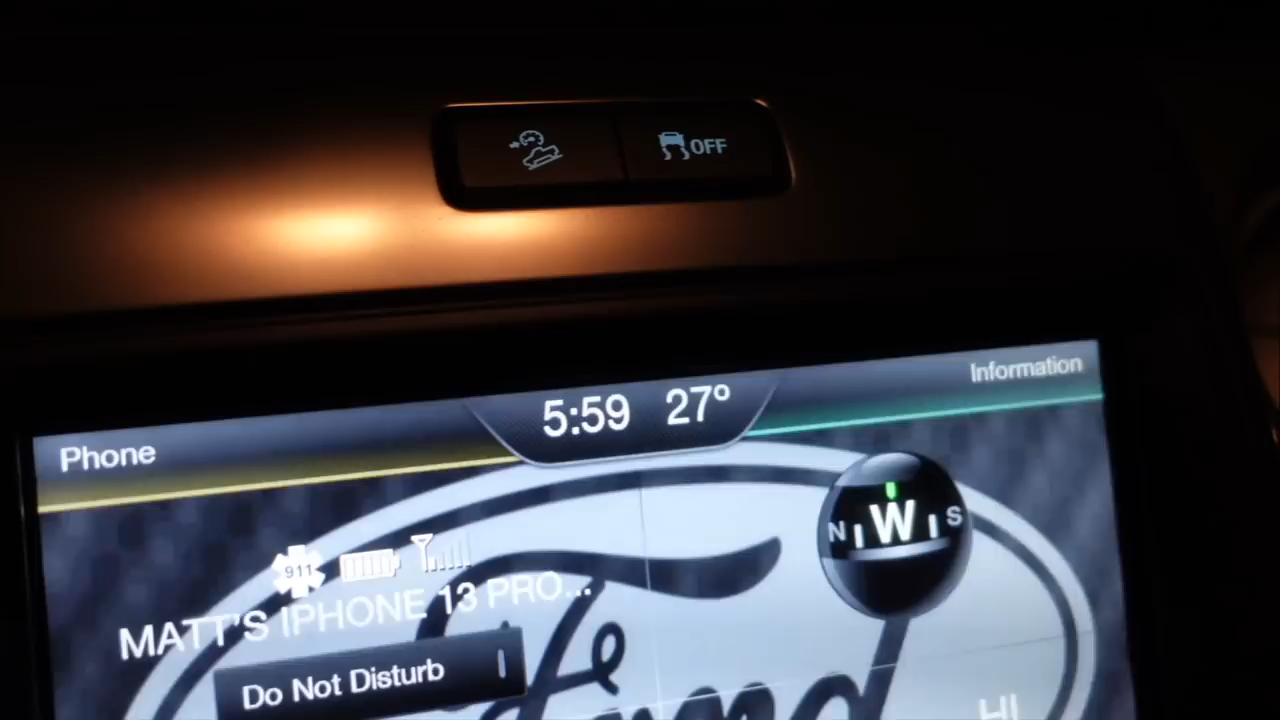 OFF
5:59 27°
Information
Phone
N W S
911
MATT'S IPHONE 13 PRO...
Do Not Disturb
Ford
HI